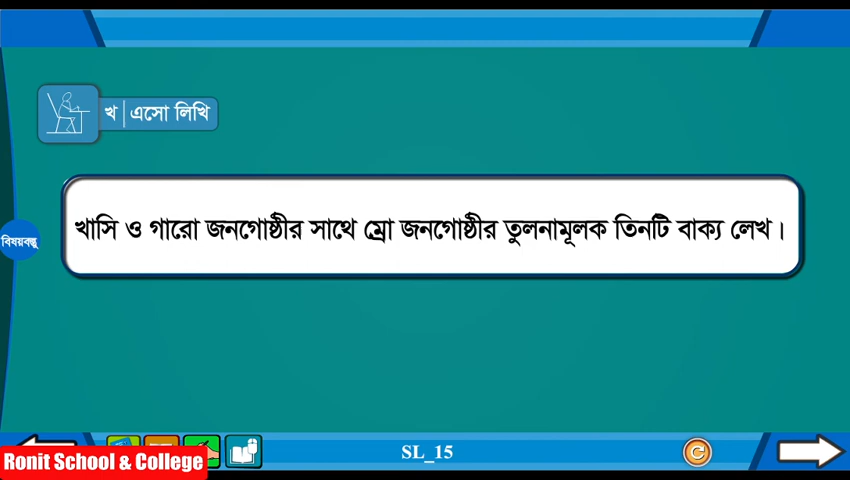 খ | এসো লিখি
খাসি ও গারো জনগোষ্ঠীর সাথে ম্রো জনগোষ্ঠীর তুলনামূলক তিনটি বাক্য লেখ।
বিষয়বস্তু
SL_15
Ronit School & College